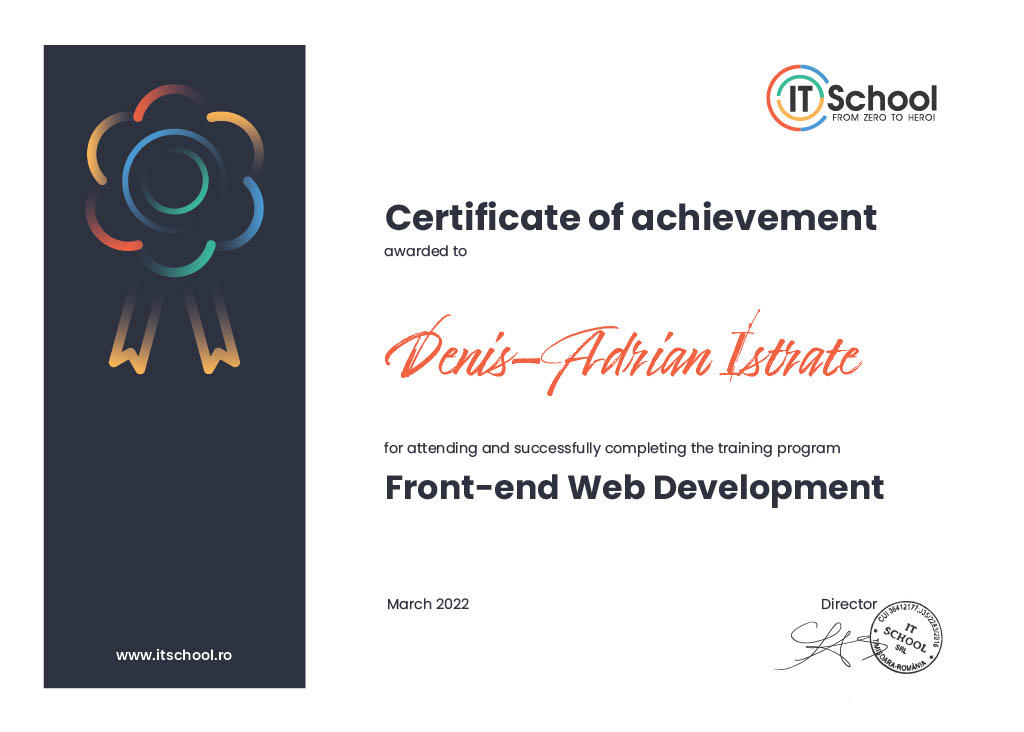 IT School
FROM ZERO TO HERO!
Certificate of achievement
awarded to
Denis-Adrian Istrate
for attending and successfully completing the training program
Front-end Web Development
March 2022
Director
CUI 36412177, J35/2283/2016
IT
SCHOOL
SRL
TIMIȘOARA-ROMÂNIA
www.itschool.ro